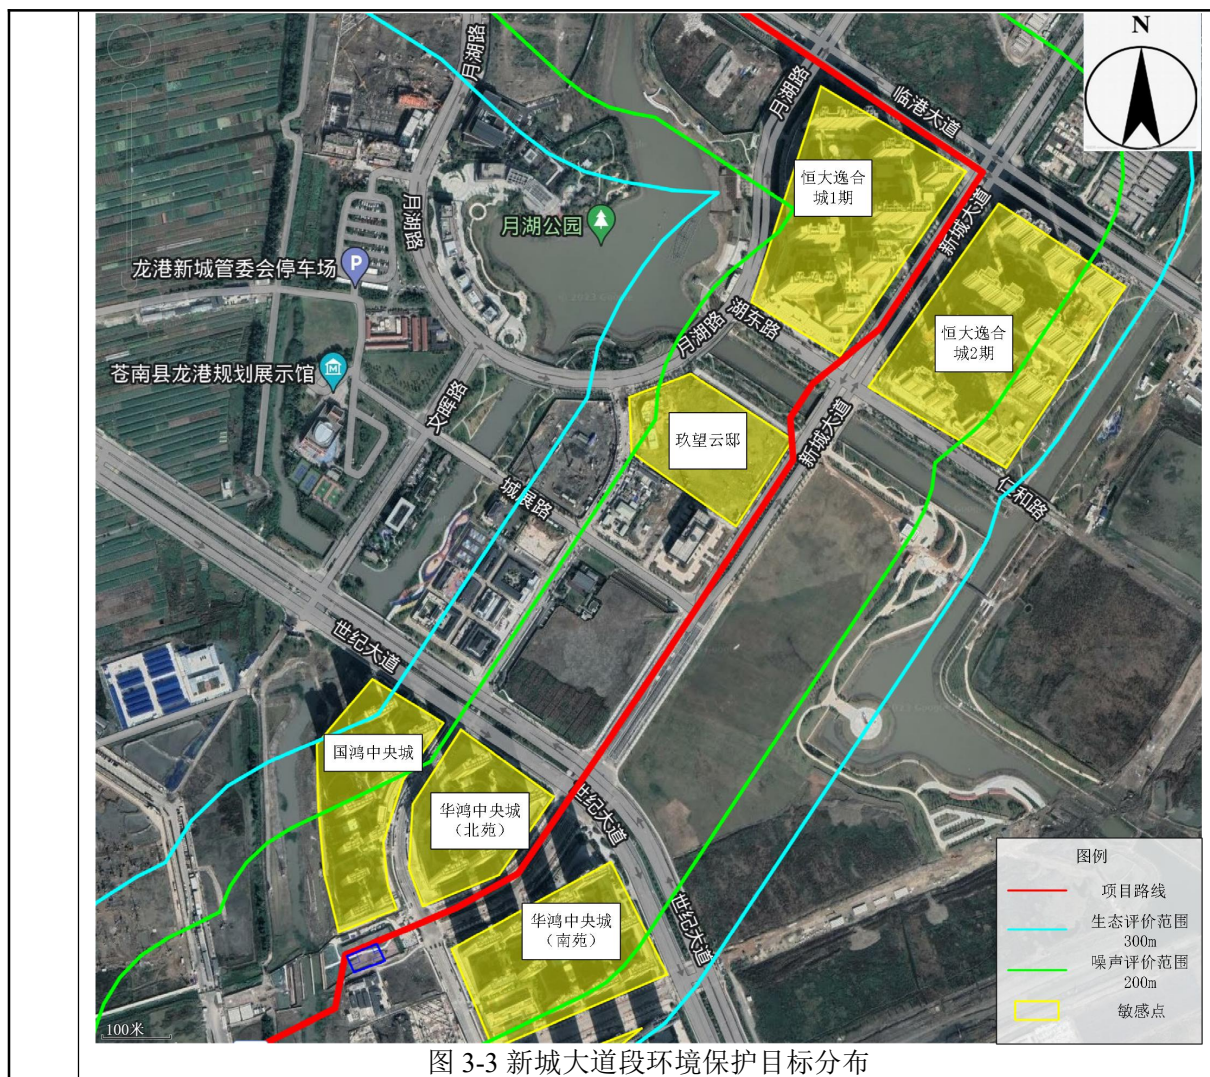 N
月湖路
月湖路
临港大道
恒大逸合
城1期
月湖路
月湖公园
新城大道
龙港新城管委会停车场
P
湖东路
月湖路
恒大逸合
城2期
苍南县龙港规划展示馆
文晖路
玖望云邸
新城大道
城展路
仁和路
世纪大道
国鸿中央城
华鸿中央城
（北苑）
世纪大道
图例
项目路线
华鸿中央城
（南苑）
世纪大道
生态评价范围
300m
噪声评价范围
200m
敏感点
100米
图 3-3 新城大道段环境保护目标分布